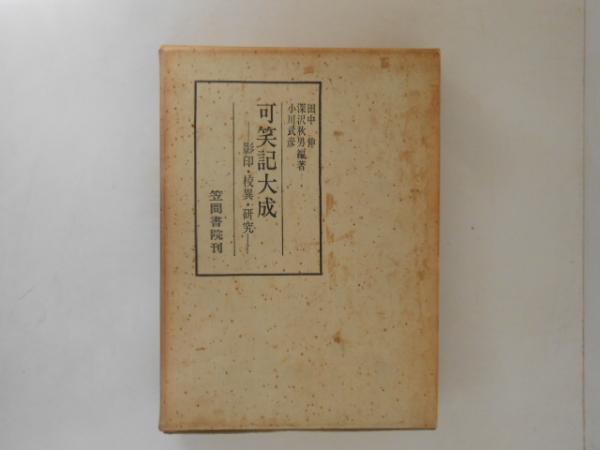 田中 伸
深沢秋男編著
小川武彦
可笑記大成
―影印・校異・研究―
笠間書院刊